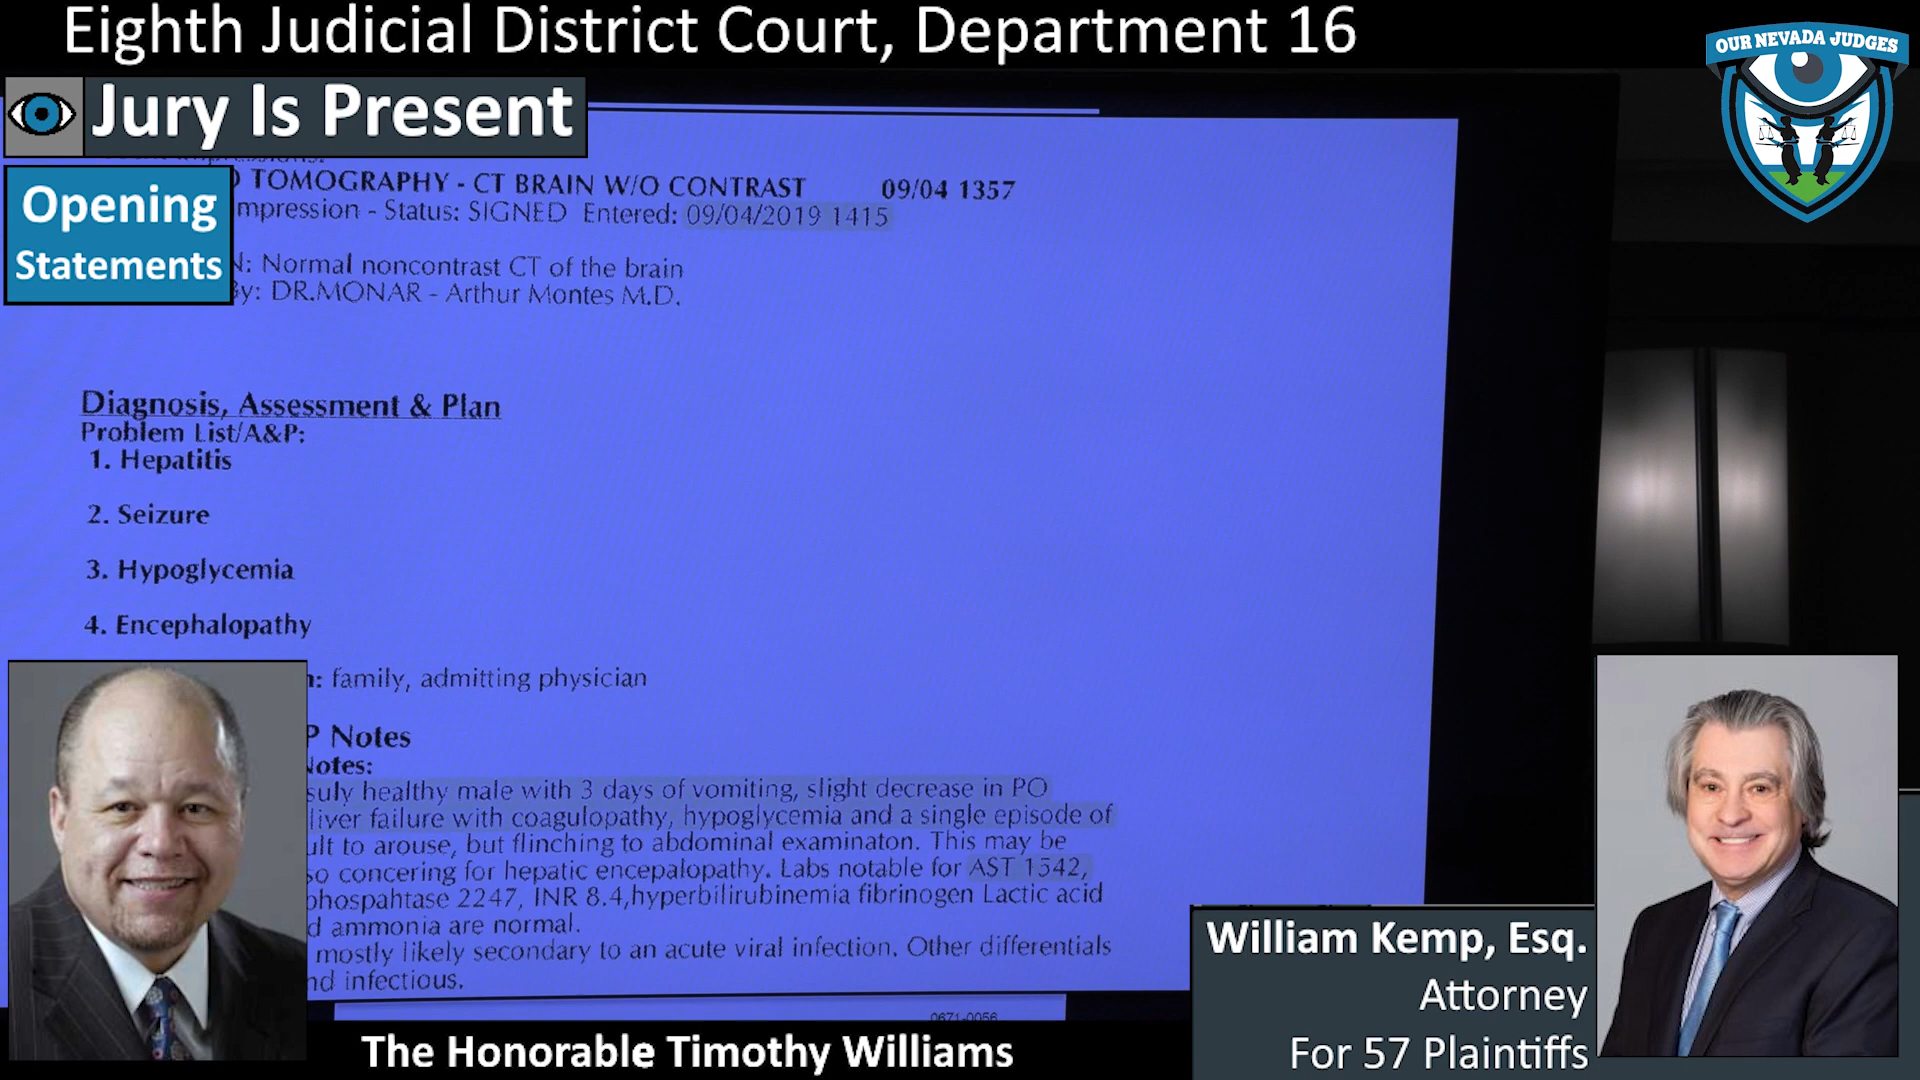 Eighth Judicial District Court, Department 16
OUR NEVADA JUDGES
Jury Is Present
Opening
Statements
TOMOGRAPHY - CT BRAIN W/O CONTRAST 09/04 1357
mpression - Status: SIGNED Entered: 09/04/2019 1415
N: Normal noncontrast CT of the brain
By: DR.MONAR - Arthur Montes M.D.
Diagnosis, Assessment & Plan
Problem List/A&P:
1. Hepatitis
2. Seizure
3. Hypoglycemia
4. Encephalopathy
n: family, admitting physician
P Notes
Notes:
suly healthy male with 3 days of vomiting, slight decrease in PO
liver failure with coagulopathy, hypoglycemia and a single episode of
ult to arouse, but flinching to abdominal examinaton. This may be
so concering for hepatic encepalopathy. Labs notable for AST 1342,
phospahtase 2247, INR 8.4,hyperbilirubinemia fibrinogen Lactic acid
d ammonia are normal.
mostly likely secondary to an acute viral infection. Other differentials
nd infectious.
0671-0056
The Honorable Timothy Williams
William Kemp, Esq.
Attorney
For 57 Plaintiffs